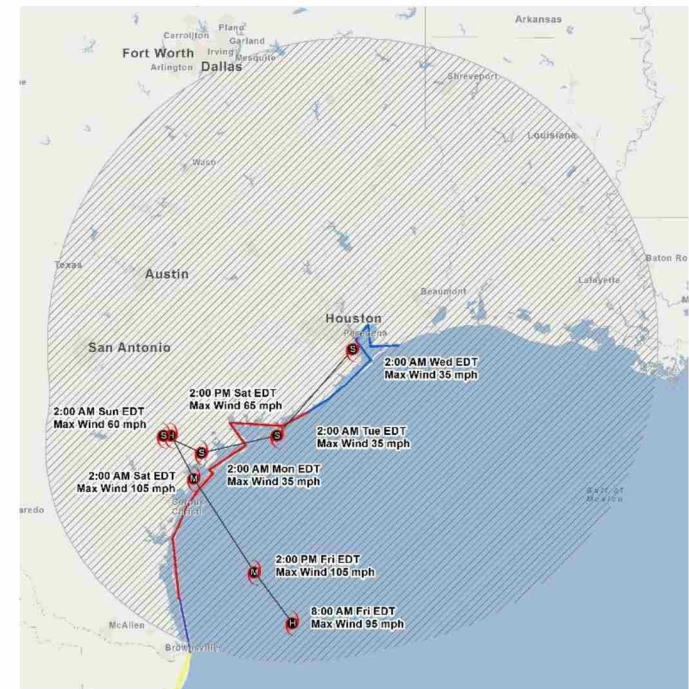 Arkansas
Plano
Carrollton
Garland
Fort Worth
Irving
Mesquite
Arlington
Dallas
Shreveport
Louisiana
Waco
Texas
Baton Ro
Austin
Lafayette
Beaumont
Houston
Pasadena
San Antonio
S
2:00 AM Wed EDT
Max Wind 35 mph
2:00 PM Sat EDT
Max Wind 65 mph
2:00 AM Sun EDT
Max Wind 60 mph
S
H
S
2:00 AM Tue EDT
Max Wind 35 mph
S
2:00 AM Mon EDT
Max Wind 35 mph
2:00 AM Sat EDT
Max Wind 105 mph
M
Gulf of
Mexico
Corpus
Christi
aredo
2:00 PM Fri EDT
Max Wind 105 mph
M
8:00 AM Fri EDT
Max Wind 95 mph
H
McAllen
Brownsville